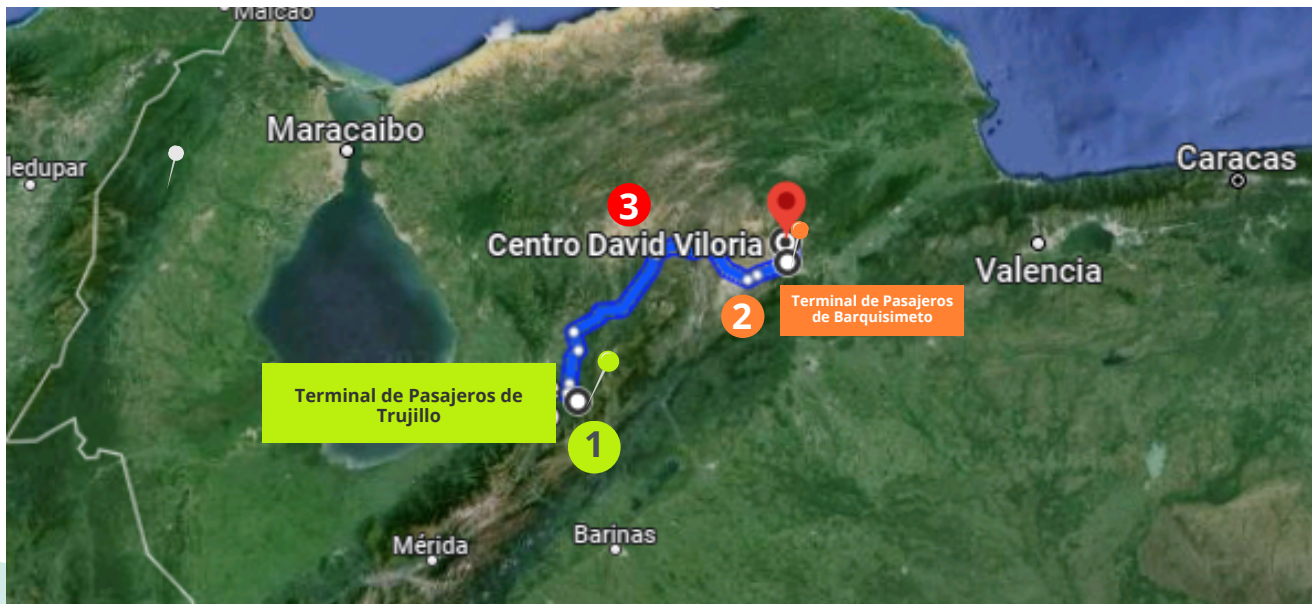 Maicao
Maracaibo
ledupar
Caracas
3
Centro David Viloria
Valencia
Terminal de Pasajeros
de Barquisimeto
2
Terminal de Pasajeros de
Trujillo
1
Barinas
Mérida